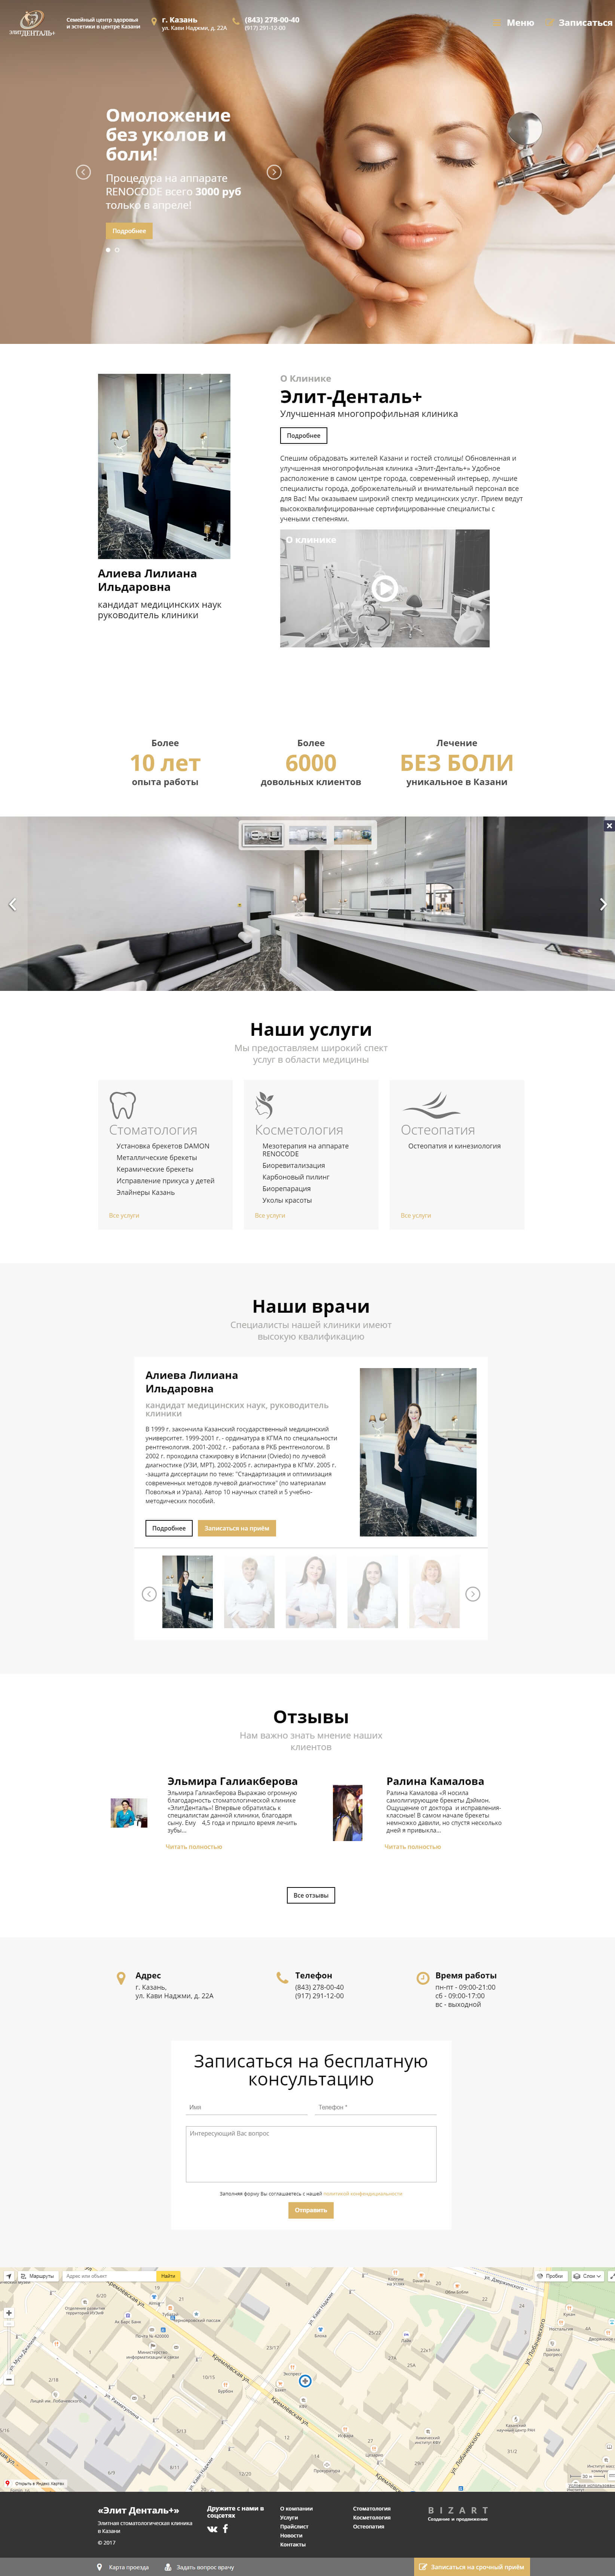 ЭЛИТДЕНТАЛЬ+
Семейный центр здоровья
и эстетики в центре Казани
г. Казань
ул. Кави Наджми, д. 22А
(843) 278-00-40
(917) 291-12-00
Меню
Записаться
Омоложение
без уколов и
боли!
Процедура на аппарате
RENOCODE всего 3000 руб
только в апреле!
Подробнее
О Клинике
Элит-Денталь+
Улучшенная многопрофильная клиника
Подробнее
Спешим обрадовать жителей Казани и гостей столицы! Обновленная и
улучшенная многопрофильная клиника «Элит-Денталь+» Удобное
расположение в самом центре города, современный интерьер, лучшие
специалисты города, доброжелательный и внимательный персонал все
для Вас! Мы оказываем широкий спектр медицинских услуг. Прием ведут
высококвалифицированные сертифицированные специалисты с
учеными степенями.
О клинике
Алиева Лилиана
Ильдаровна
кандидат медицинских наук
руководитель клиники
Более
10 лет
опыта работы
Более
6000
довольных клиентов
Лечение
БЕЗ БОЛИ
уникальное в Казани
Наши услуги
Мы предоставляем широкий спект
услуг в области медицины
Стоматология
Установка брекетов DAMON
Металлические брекеты
Керамические брекеты
Исправление прикуса у детей
Элайнеры Казань
Все услуги
Косметология
Мезотерапия на аппарате
RENOCODE
Биоревитализация
Карбоновый пилинг
Биорепарация
Уколы красоты
Все услуги
Остеопатия
Остеопатия и кинезиология
Все услуги
Наши врачи
Специалисты нашей клиники имеют
высокую квалификацию
Алиева Лилиана
Ильдаровна
кандидат медицинских наук, руководитель
клиники
В 1999 г. закончила Казанский государственный медицинский
университет. 1999-2001 г. - ординатура в КГМА по специальности
рентгенология. 2001-2002 г. - работала в РКБ рентгенологом, В
2002 г. проходила стажировку в Испании (Oviedo) по лучевой
диагностике (УЗИ, МРТ). 2002-2005 г. аспирантура в КГМУ. 2005 г.
-защита диссертации по теме: "Стандартизация и оптимизация
современных методов лучевой диагностике" (по материалам
Поволжья и Урала). Автор 10 научных статей и 5 учебно-
методических пособий.
Подробнее
Записаться на приём
Отзывы
Нам важно знать мнение наших
клиентов
Эльмира Галиакберова
Эльмира Галиакберова Выражаю огромную
благодарность стоматологической клинике
«ЭлитДенталь»! Впервые обратилась к
специалистам данной клиники, благодаря
сыну. Ему 4,5 года и пришло время лечить
зубы...
Читать полностью
Ралина Камалова
Ралина Камалова «Я носила
самолигирующие брекеты Дэймон.
Ощущение от доктора и исправления-
классные! В самом начале брекеты
немножко давили, но спустя несколько
дней я привыкла...
Читать полностью
Все отзывы
Адрес
г. Казань,
ул. Кави Наджми, д. 22А
Телефон
(843) 278-00-40
(917) 291-12-00
Время работы
пн-пт - 09:00-21:00
сб - 09:00-17:00
вс - выходной
Записаться на бесплатную
консультацию
Имя
Телефон *
Интересующий Вас вопрос
Заполняя форму Вы соглашаетесь с нашей политикой конфендициальности.
Отправить
Маршруты
Адрес или объект
Найти
Пробки
Слои
Кремлёвская ул.
ул. Кави Наджми
ул. Дзержинского
ул. Лобачевского
Открыть в Яндекс.Картах
«Элит Денталь+»
Элитная стоматологическая клиника
в Казани
© 2017
Дружите с нами в
соцсетях
О компании
Услуги
Прайслист
Новости
Контакты
Стоматология
Косметология
Остеопатия
BIZART
Создание и продвижение
Карта проезда
Задать вопрос врачу
Записаться на срочный приём